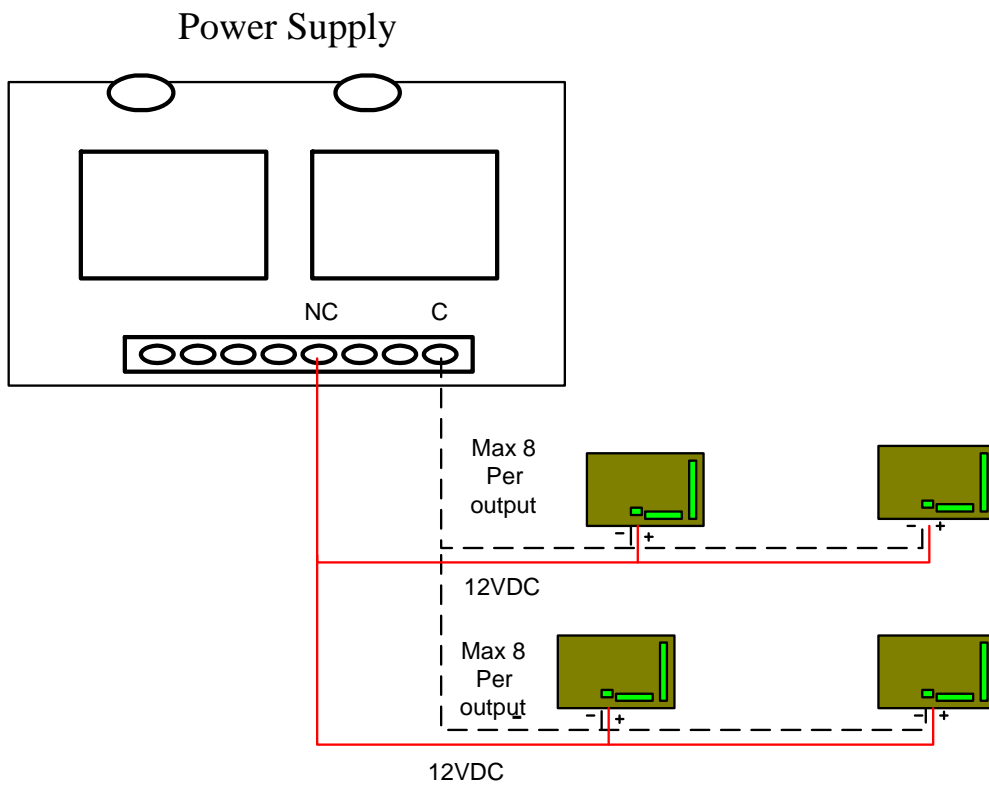 Power Supply
NC C
Max 8
Per
output
- + - +
12VDC
Max 8
Per
output
-
- + - +
12VDC